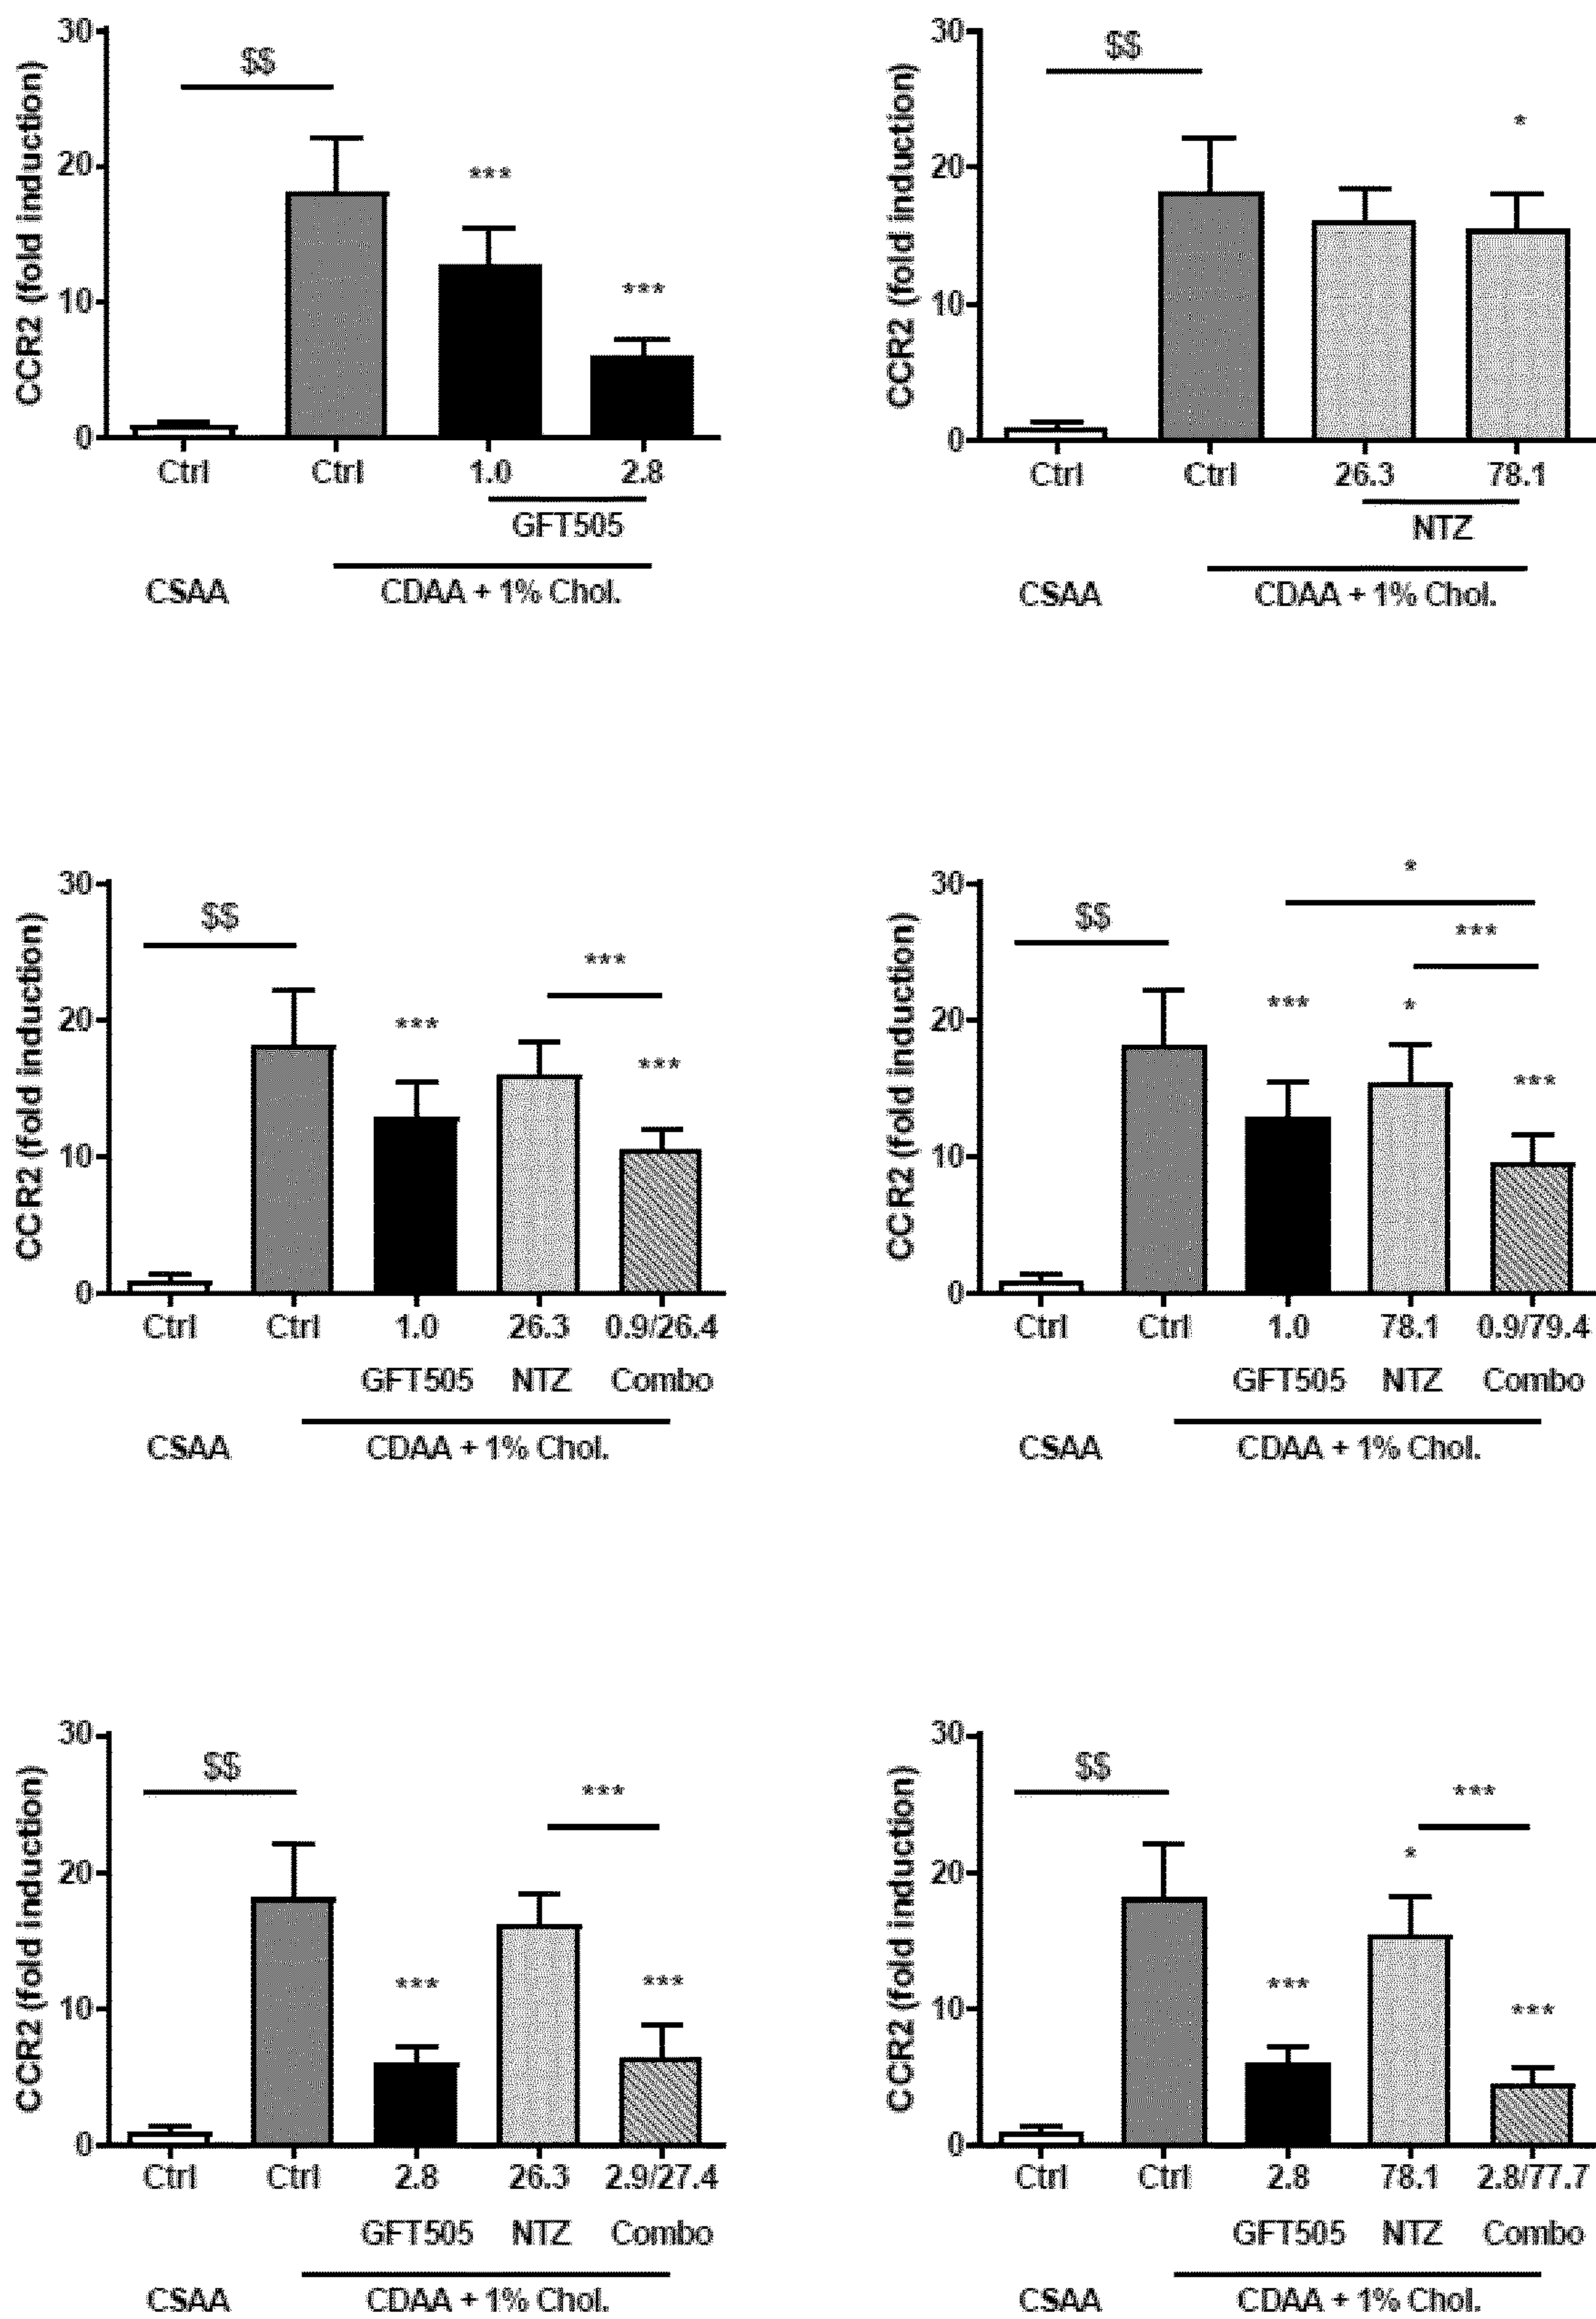 30
$$
20
***
***
10
0
CCR2 (fold induction)
Ctrl Ctrl 1.0 2.8
GFT505
CSAA CDAA + 1% Chol.
30
$$
*
20
10
0
CCR2 (fold induction)
Ctrl Ctrl 26.3 78.1
NTZ
CSAA CDAA + 1% Chol.
30
$$
***
20
***
***
10
0
CCR2 (fold induction)
Ctrl Ctrl 1.0 26.3 0.9/26.4
GFT505 NTZ Combo
CSAA CDAA + 1% Chol.
*
30
$$
***
20
*** *
***
10
0
CCR2 (fold induction)
Ctrl Ctrl 1.0 78.1 0.9/79.4
GFT505 NTZ Combo
CSAA CDAA + 1% Chol.
30
$$
***
20
*** ***
10
0
CCR2 (fold induction)
Ctrl Ctrl 2.8 26.3 2.9/27.4
GFT505 NTZ Combo
CSAA CDAA + 1% Chol.
30
$$
***
*
20
***
***
10
0
CCR2 (fold induction)
Ctrl Ctrl 2.8 78.1 2.8/77.7
GFT505 NTZ Combo
CSAA CDAA + 1% Chol.